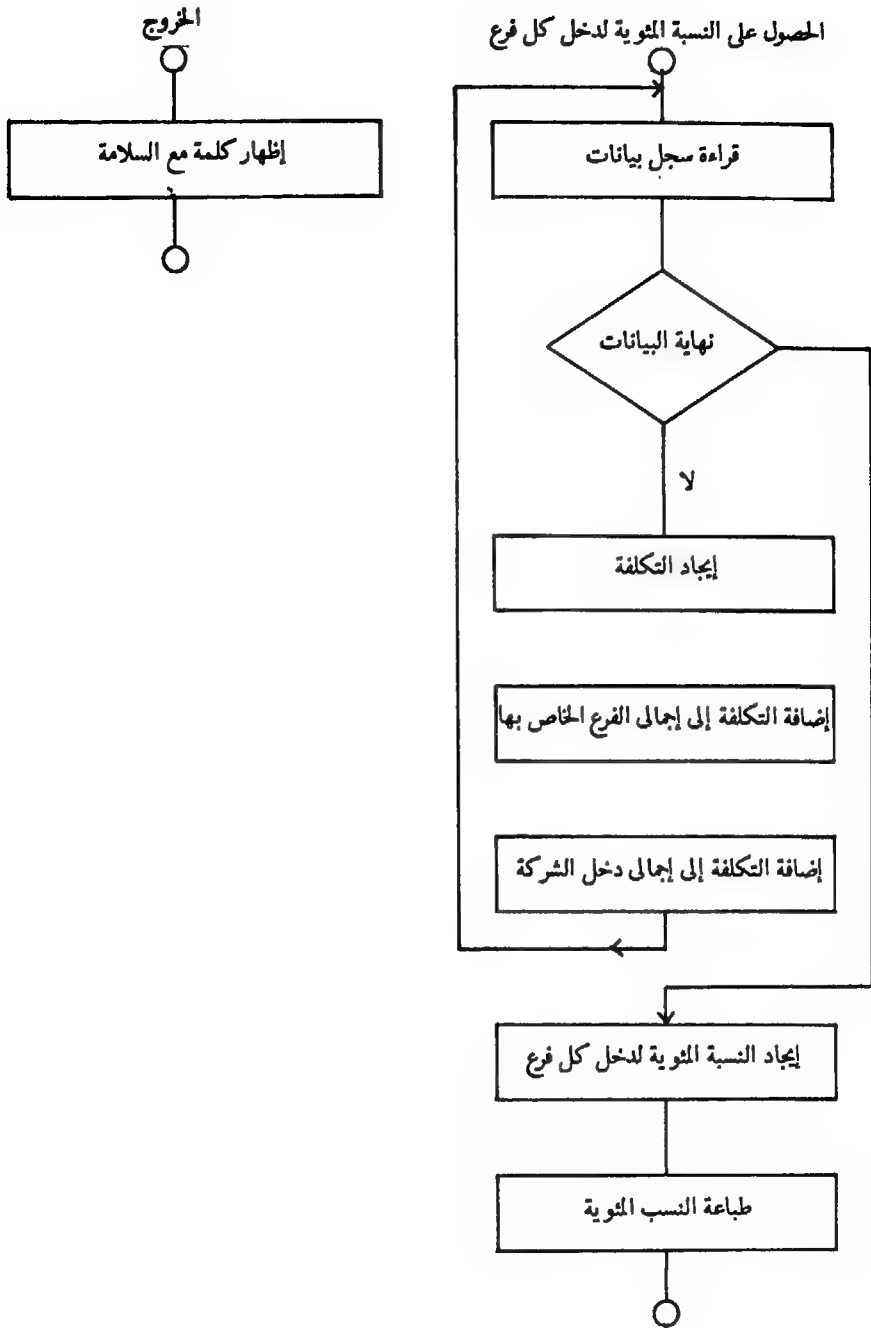 الحصول على النسبة المئوية لدخل كل فرع
قراءة سجل بيانات
نهاية البيانات
لا
إيجاد التكلفة
إضافة التكلفة إلى إجمالى الفرع الخاص بها
إضافة التكلفة إلى إجمالى دخل الشركة
إيجاد النسبة المئوية لدخل كل فرع
طباعة النسب المئوية
الخروج
إظهار كلمة مع السلامة